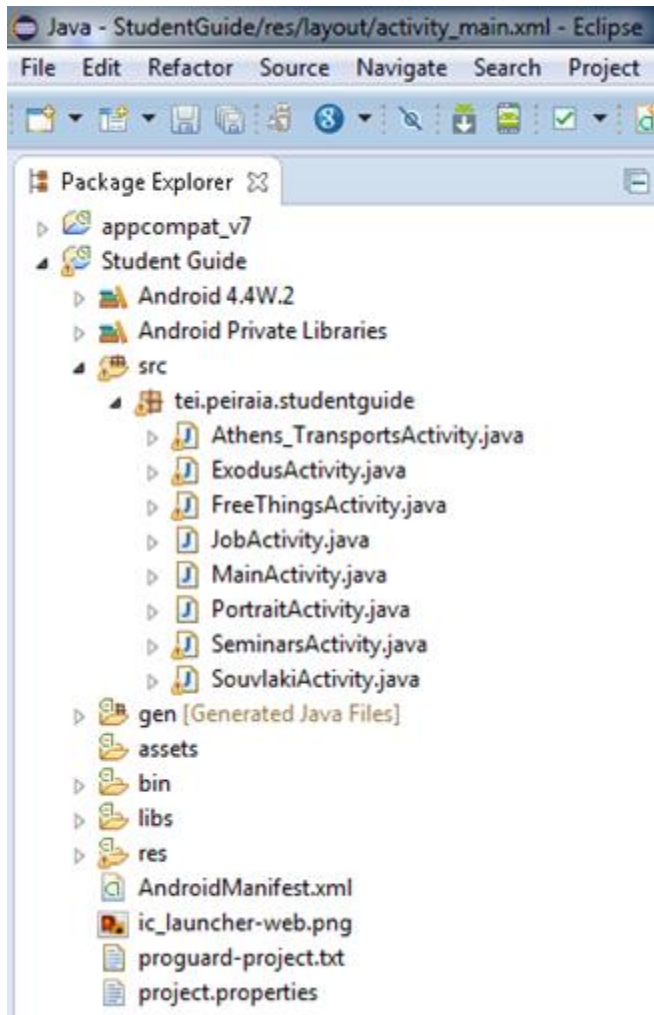 Java - StudentGuide/res/layout/activity_main.xml - Eclipse
File Edit Refactor Source Navigate Search Project
Package Explorer
appcompat_v7
Student Guide
Android 4.4W.2
Android Private Libraries
src
tei.peiraia.studentguide
Athens_TransportsActivity.java
ExodusActivity.java
FreeThingsActivity.java
JobActivity.java
MainActivity.java
PortraitActivity.java
SeminarsActivity.java
SouvlakiActivity.java
gen [Generated Java Files]
assets
bin
libs
res
AndroidManifest.xml
ic_launcher-web.png
proguard-project.txt
project.properties